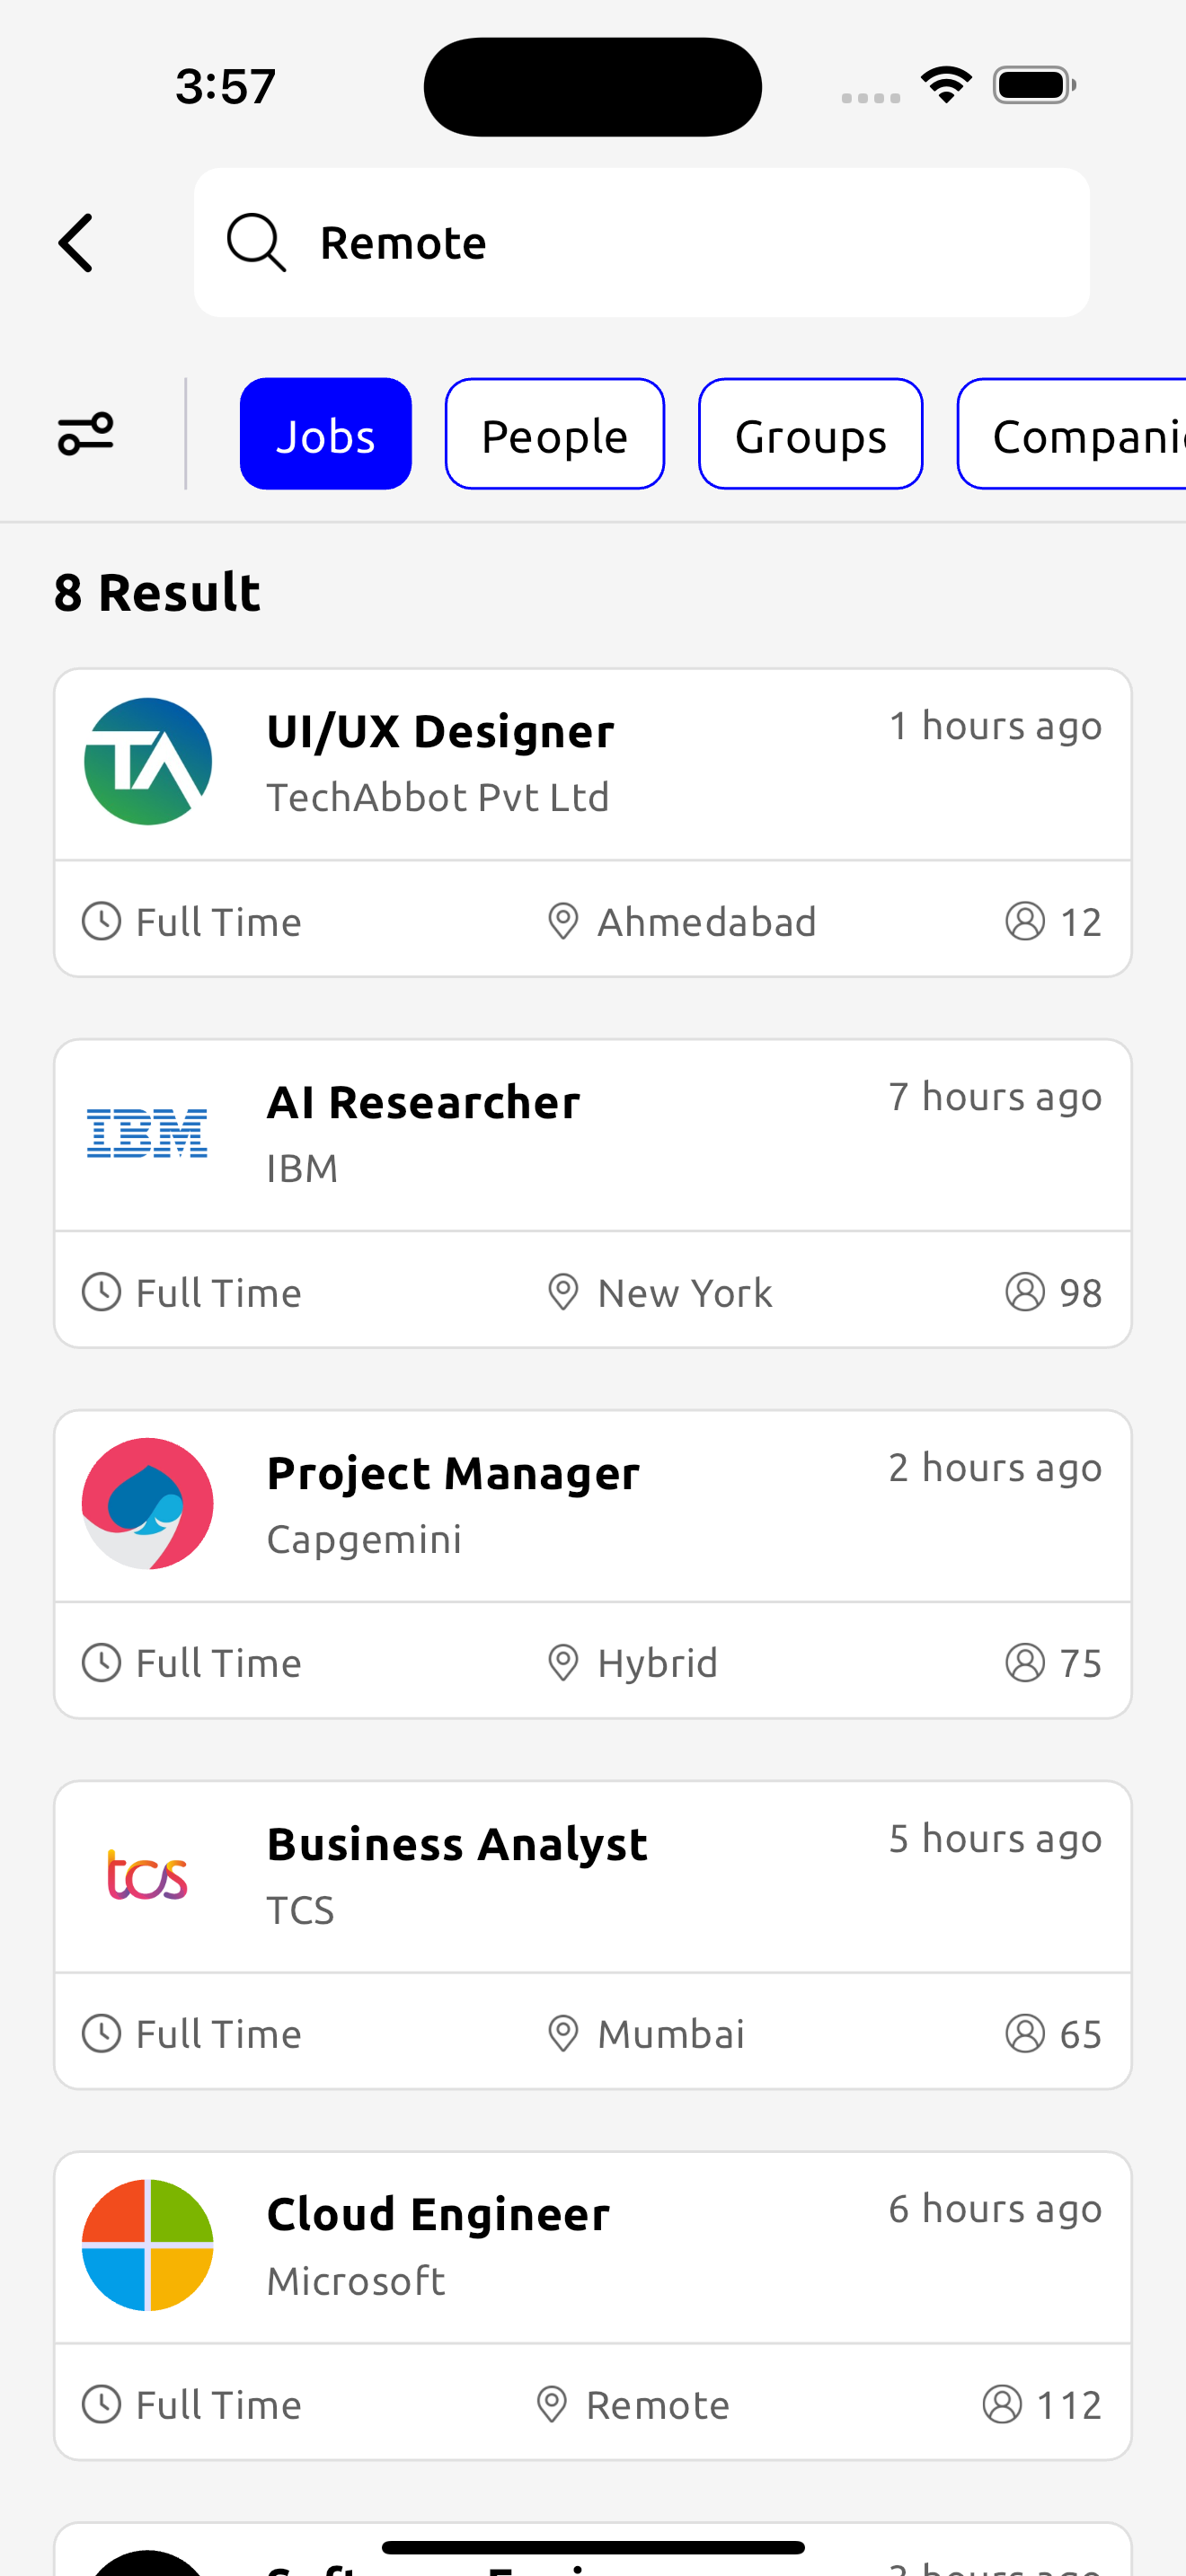 3:57
Remote
Jobs People Groups
8 Result
UI/UX Designer 1 hours ago
TechAbbot Pvt Ltd
Full Time Ahmedabad 12
IBM
AI Researcher 7 hours ago
IBM
Full Time New York 98
Project Manager 2 hours ago
Capgemini
Full Time Hybrid 75
tcs
Business Analyst 5 hours ago
TCS
Full Time Mumbai 65
Cloud Engineer 6 hours ago
Microsoft
Full Time Remote 112